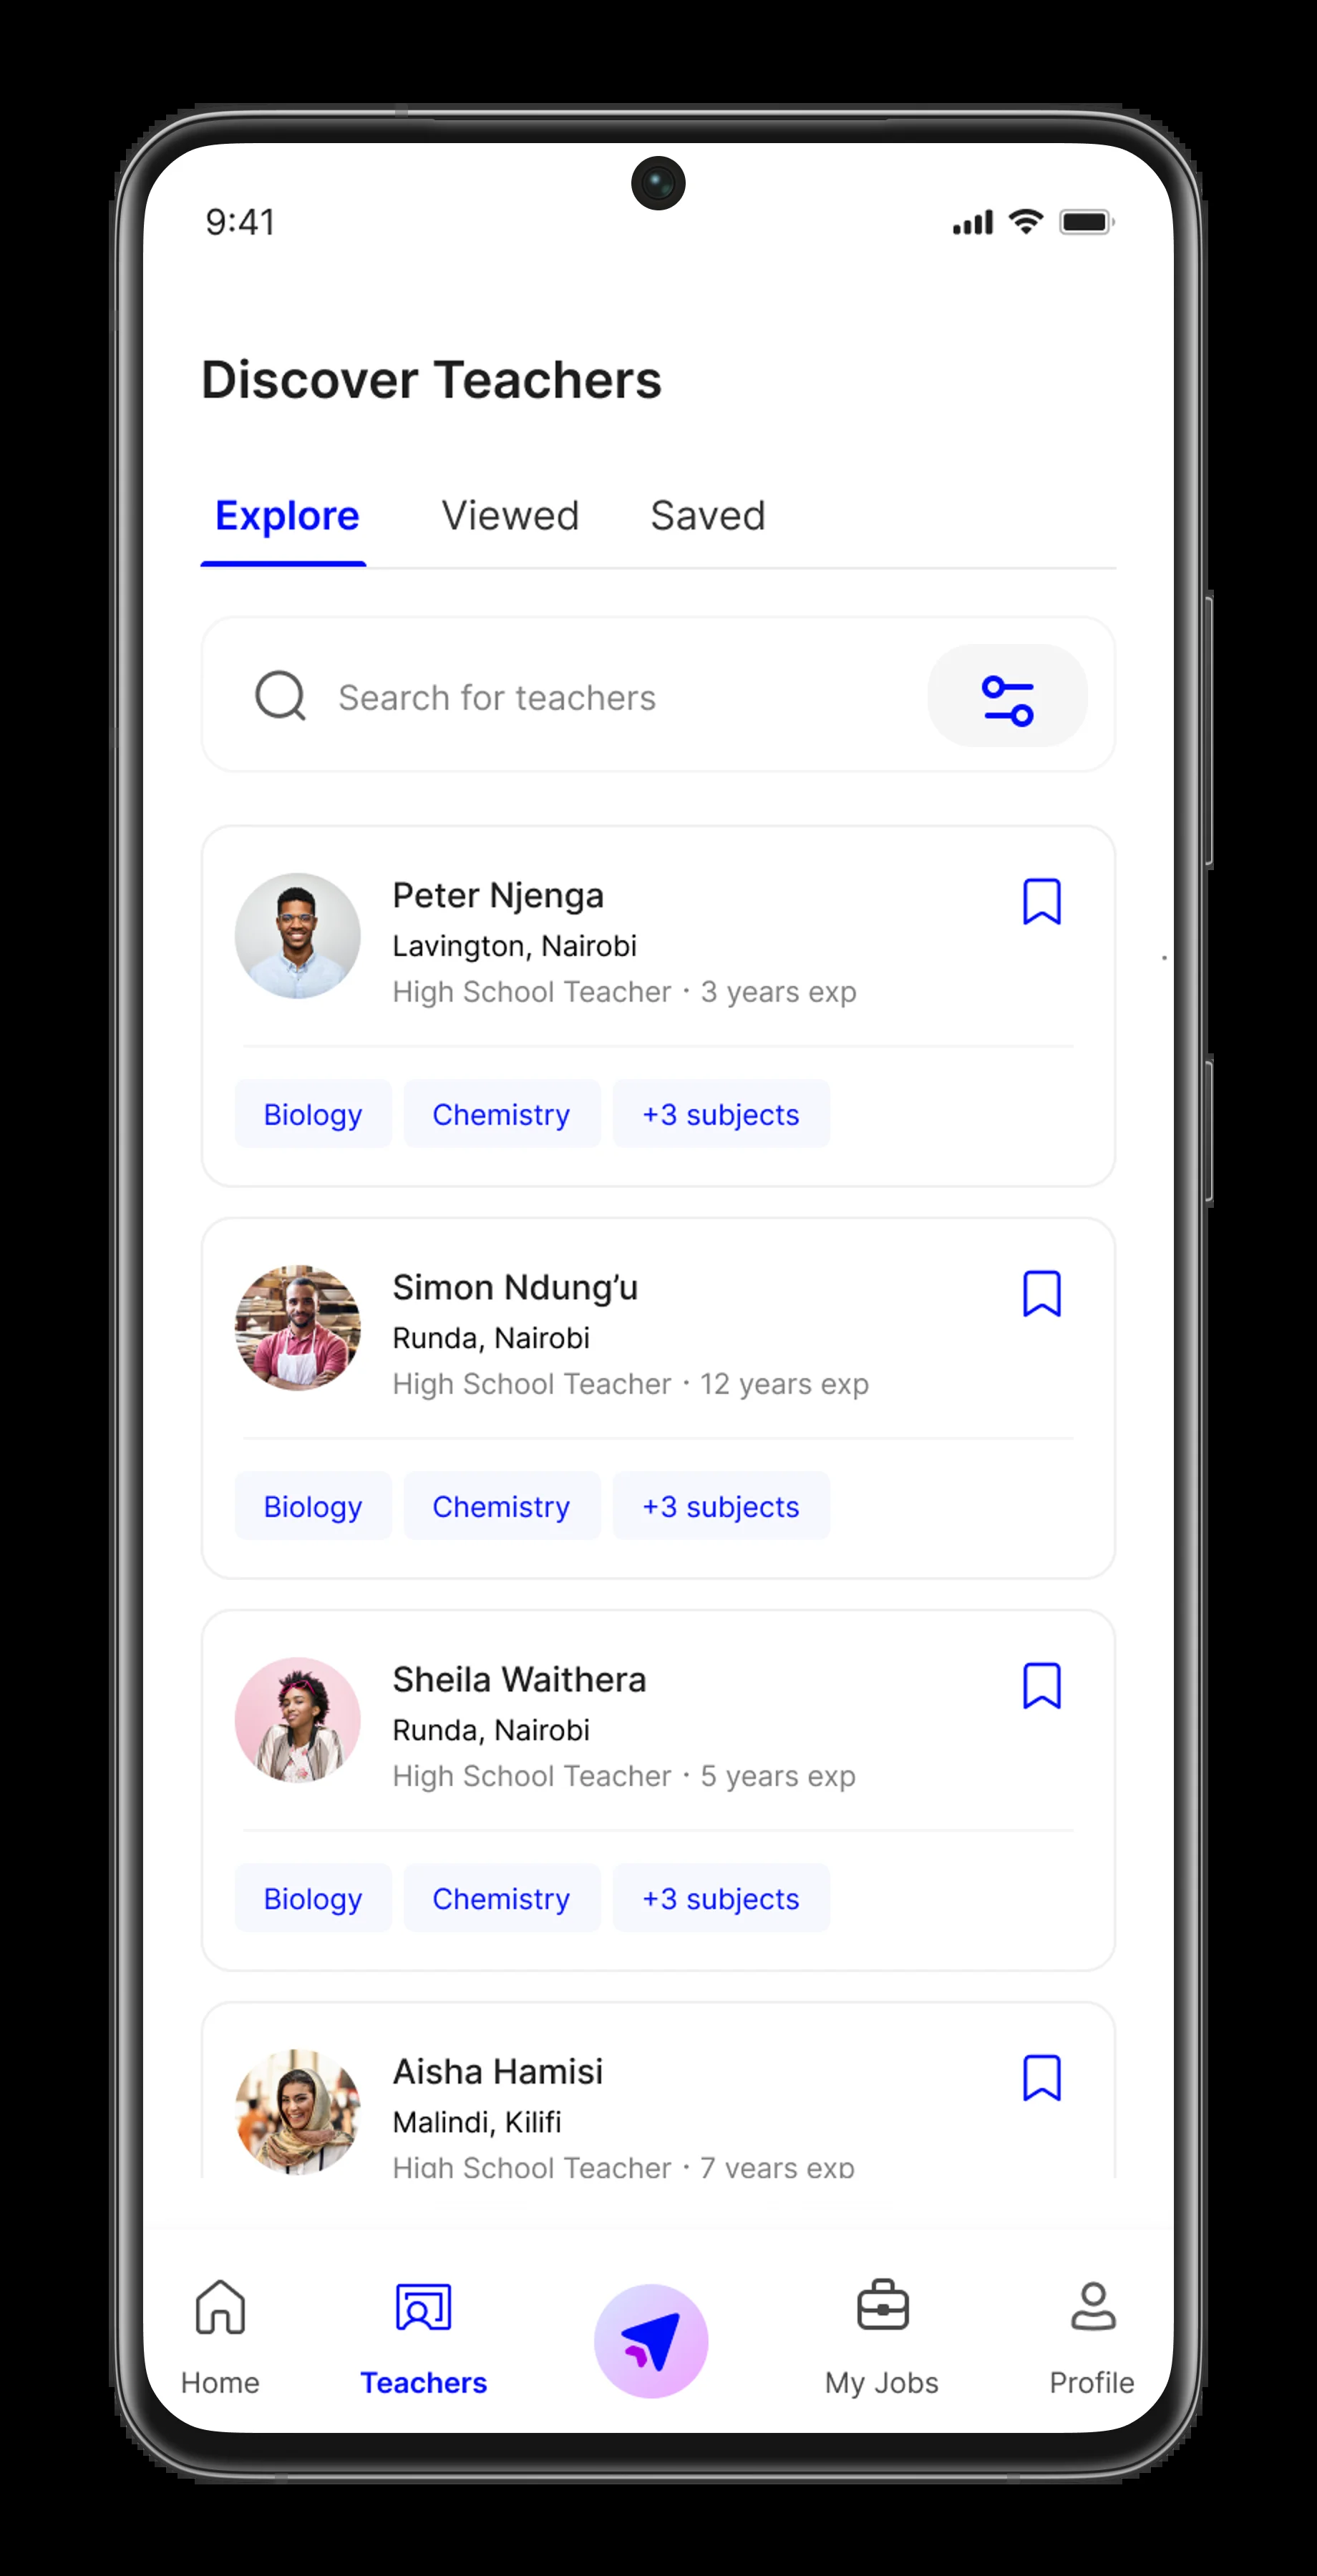 9:41
Discover Teachers
Explore Viewed Saved
Search for teachers
Peter Njenga
Lavington, Nairobi
High School Teacher · 3 years exp
Biology Chemistry +3 subjects
Simon Ndung’u
Runda, Nairobi
High School Teacher · 12 years exp
Biology Chemistry +3 subjects
Sheila Waithera
Runda, Nairobi
High School Teacher · 5 years exp
Biology Chemistry +3 subjects
Aisha Hamisi
Malindi, Kilifi
High School Teacher · 7 years exp
Home Teachers My Jobs Profile